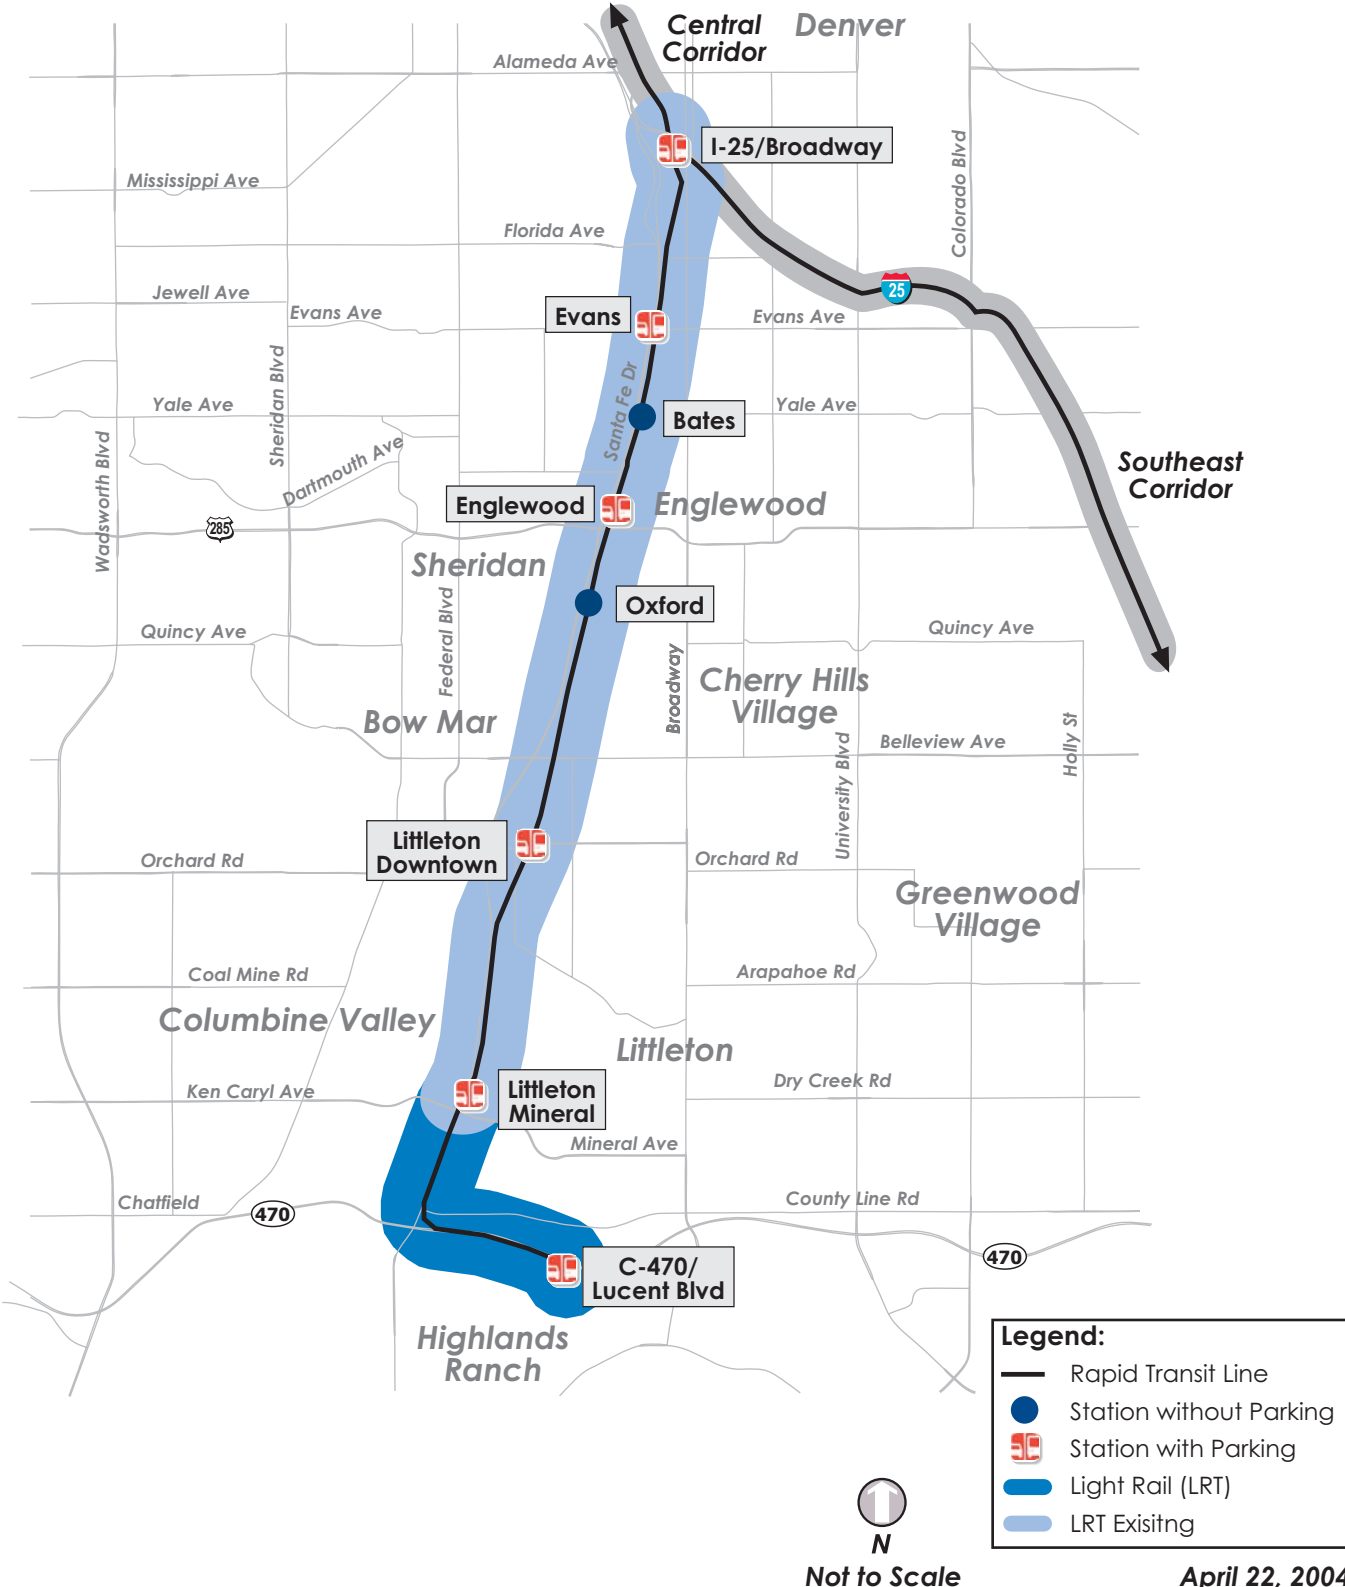 Central
Corridor
Denver
Alameda Ave
I-25/Broadway
Mississippi Ave
Colorado Blvd
Florida Ave
Jewell Ave
Evans Ave
25
Evans
Evans Ave
Sheridan Blvd
Santa Fe Dr
Yale Ave
Bates
Yale Ave
Wadsworth Blvd
Dartmouth Ave
Southeast
Corridor
Englewood
Englewood
285
Sheridan
Oxford
Federal Blvd
Quincy Ave
Quincy Ave
Broadway
Cherry Hills
Village
Bow Mar
Holly St
University Blvd
Belleview Ave
Littleton
Downtown
Orchard Rd
Orchard Rd
Greenwood
Village
Coal Mine Rd
Arapahoe Rd
Columbine Valley
Littleton
Ken Caryl Ave
Littleton
Mineral
Dry Creek Rd
Mineral Ave
Chatfield
470
County Line Rd
470
C-470/
Lucent Blvd
Highlands
Ranch
Legend:
Rapid Transit Line
Station without Parking
Station with Parking
Light Rail (LRT)
LRT Exisitng
N
Not to Scale
April 22, 2004